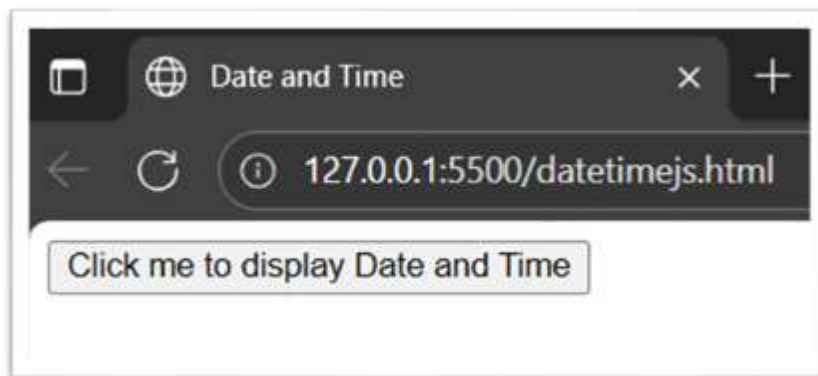 Date and Time
127.0.0.1:5500/datetimejs.html
Click me to display Date and Time